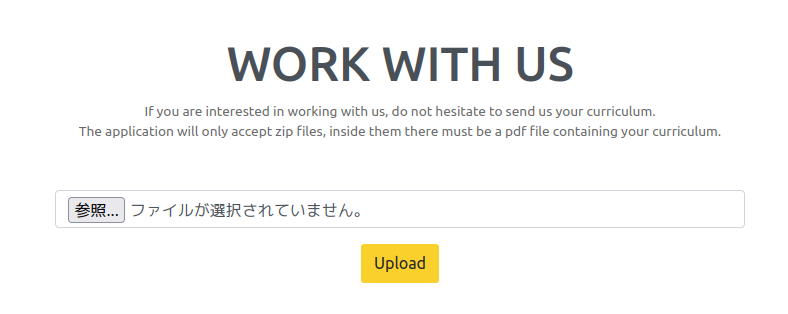 WORK WITH US
If you are interested in working with us, do not hesitate to send us your curriculum.
The application will only accept zip files, inside them there must be a pdf file containing your curriculum.
参照... ファイルが選択されていません。
Upload